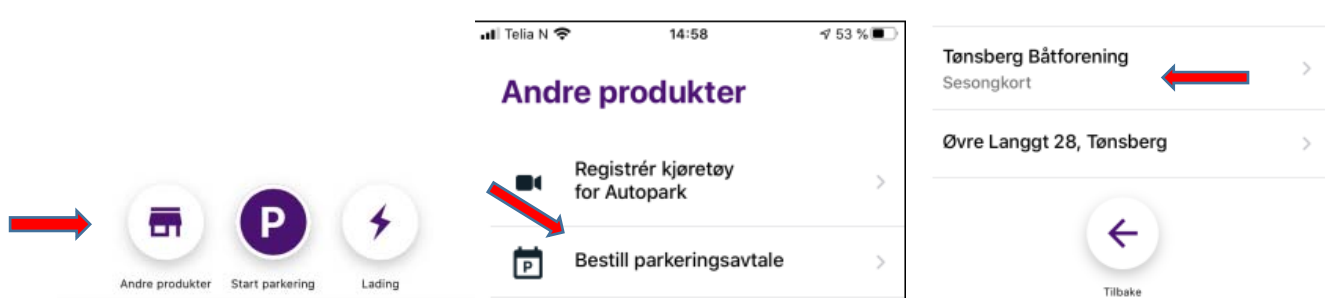 Andre produkter
Start parkering
Lading
Telia N
14:58
53 %
Andre produkter
Registrér kjøretøy
for Autopark
P
Bestill parkeringsavtale
P
Tønsberg Båtforening
Sesongkort
Øvre Langgt 28, Tønsberg
Tilbake